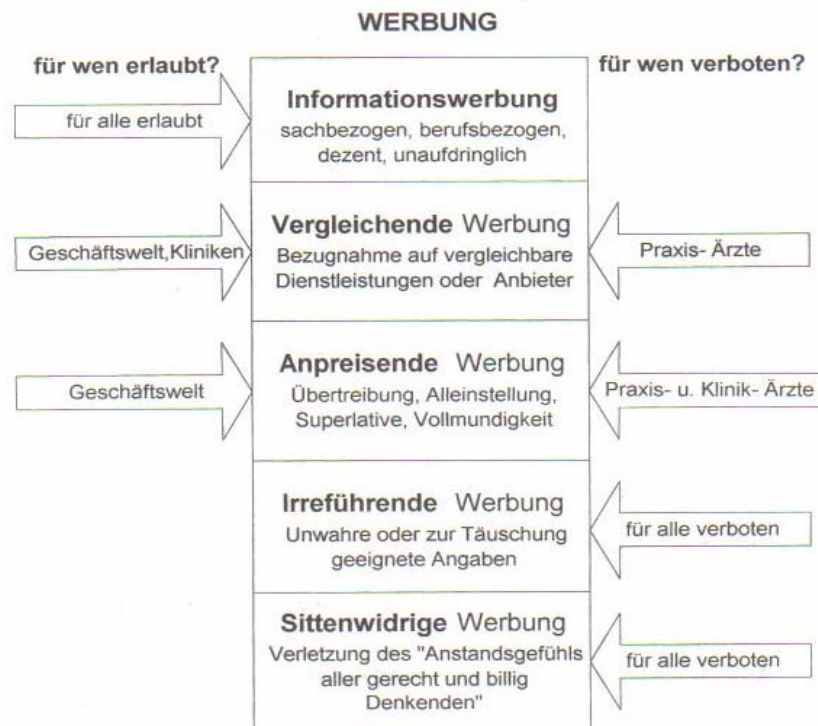 WERBUNG
für wen erlaubt?
für wen verboten?
für alle erlaubt
Informationswerbung
sachbezogen, berufsbezogen,
dezent, unaufdringlich
Geschäftswelt,Kliniken
Vergleichende Werbung
Bezugnahme auf vergleichbare
Dienstleistungen oder Anbieter
Praxis- Ärzte
Geschäftswelt
Anpreisende Werbung
Übertreibung, Alleinstellung,
Superlative, Vollmundigkeit
Praxis- u. Klinik- Ärzte
Irreführende Werbung
Unwahre oder zur Täuschung
geeignete Angaben
für alle verboten
Sittenwidrige Werbung
Verletzung des "Anstandsgefühls
aller gerecht und billig
Denkenden"
für alle verboten